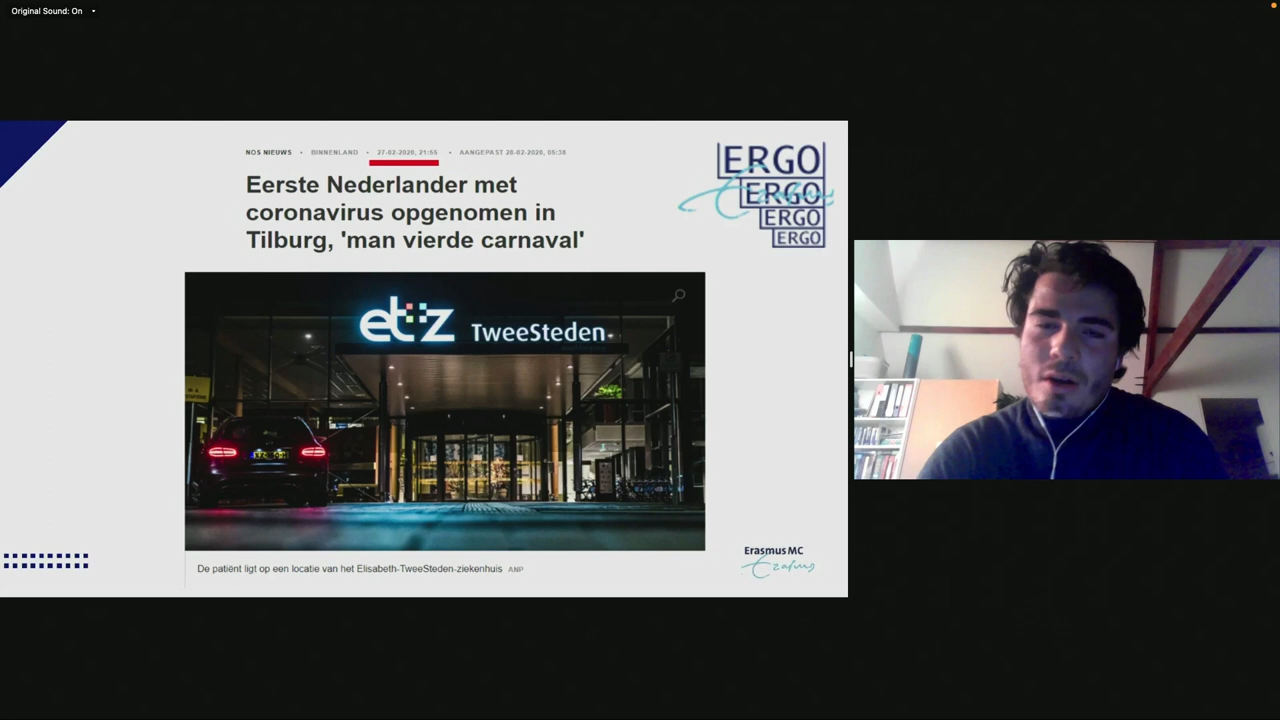 Original Sound: On
NOS NIEUWS • BINNENLAND • 27-02-2020, 21:55 • AANGEPAST 28-02-2020, 05:38
Eerste Nederlander met
coronavirus opgenomen in
Tilburg, 'man vierde carnaval'
ERGO
ERGO
ERGO
ERGO
Erasmus
etz TweeSteden
De patiënt ligt op een locatie van het Elisabeth-TweeSteden-ziekenhuis ANP
Erasmus MC
Erasmus